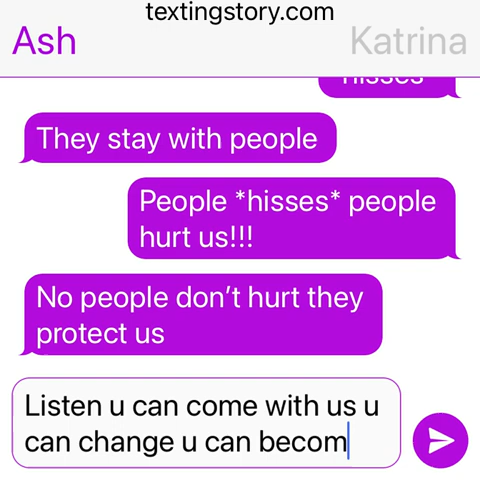 textingstory.com
Ash
Katrina
*hisses*
They stay with people
People *hisses* people
hurt us!!!
No people don’t hurt they
protect us
Listen u can come with us u
can change u can becom